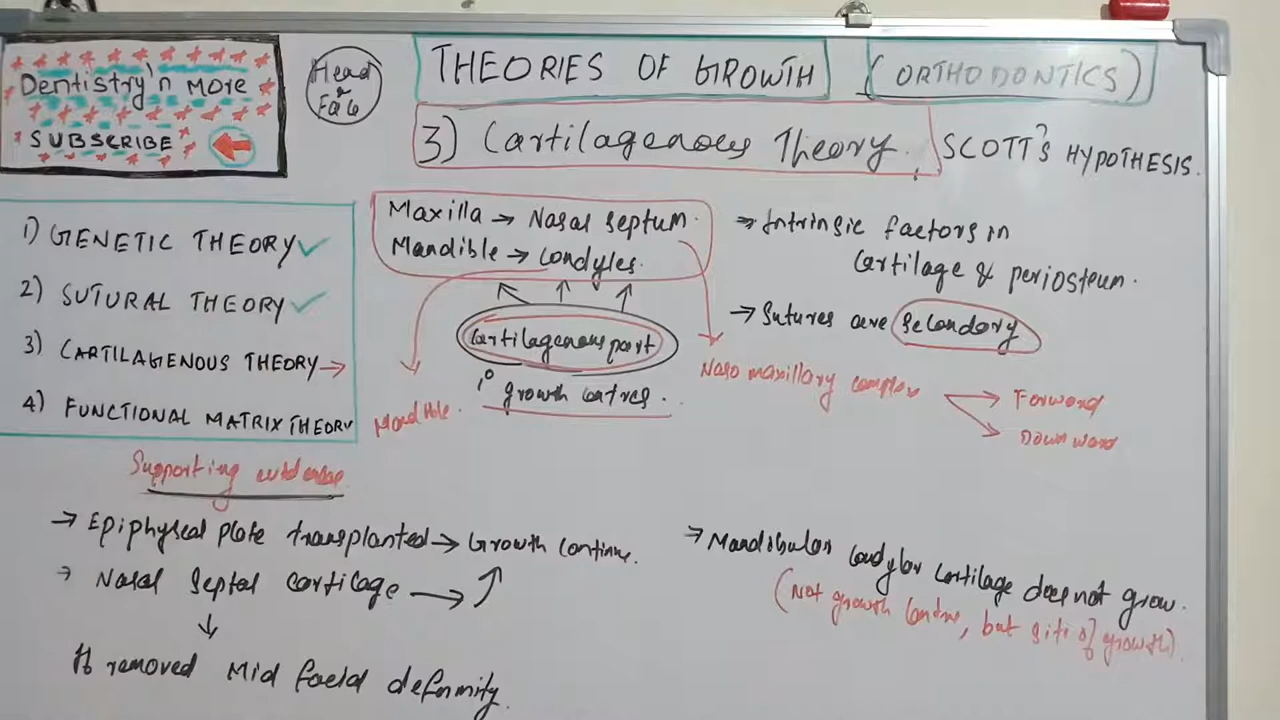 Dentistry'n More
SUBSCRIBE
Head
&
Face
THEORIES OF GROWTH (ORTHODONTICS)
3) Cartilagenous Theory. SCOTT's HYPOTHESIS.
1) GENETIC THEORY ✓
2) SUTURAL THEORY ✓
3) CARTILAGENOUS THEORY →
4) FUNCTIONAL MATRIX THEORY
Maxilla → Nasal septum.
Mandible → Condyles.
Cartilagenous part
1° growth centres.
Mandible.
→ Intrinsic factors in
cartilage & periosteum.
→ Sutures are secondary
Naso maxillary complex
Forward
Downward
Supporting evidence
→ Epiphyseal plate transplanted → Growth continue.
→ Nasal Septal cartilage →
↓
If removed Mid facial deformity.
→ Mandibular condylar cartilage does not grow.
(Not growth centre, but site of growth)